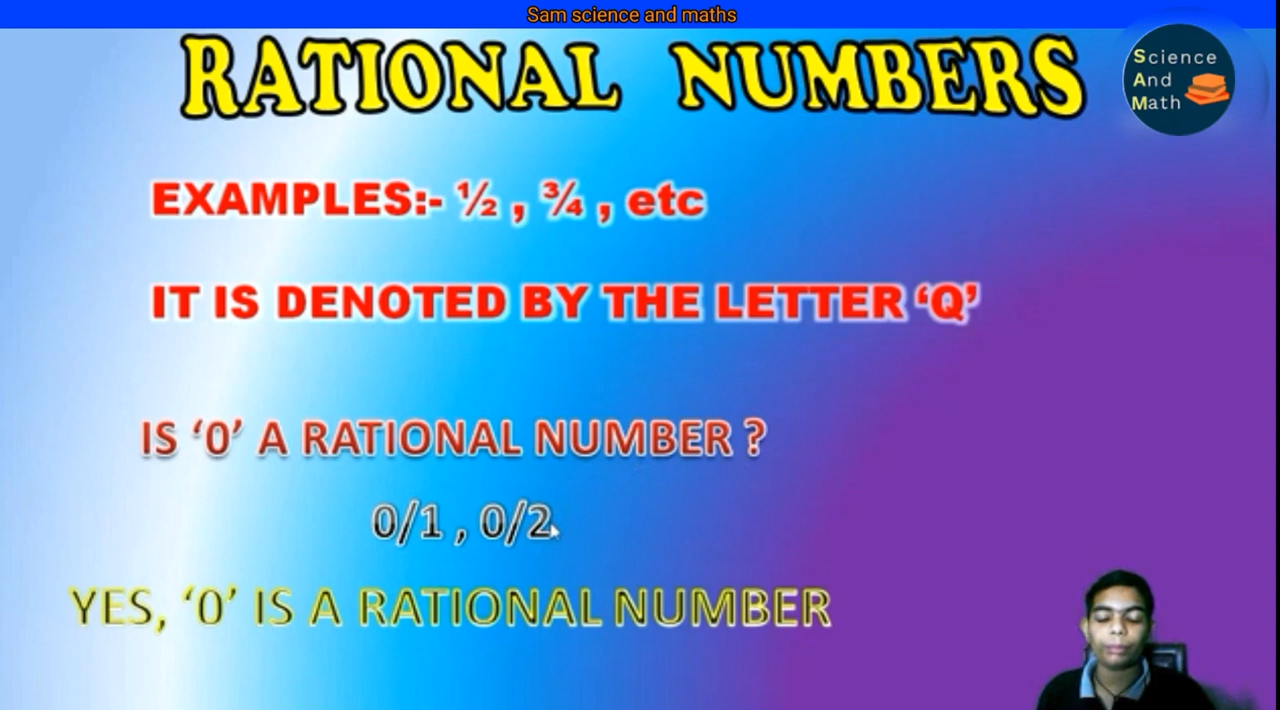 Sam science and maths
RATIONAL NUMBERS
Science
And
Math
EXAMPLES:- ½ , ¾ , etc
IT IS DENOTED BY THE LETTER ‘Q’
IS ‘0’ A RATIONAL NUMBER ?
0/1 , 0/2
YES, ‘0’ IS A RATIONAL NUMBER